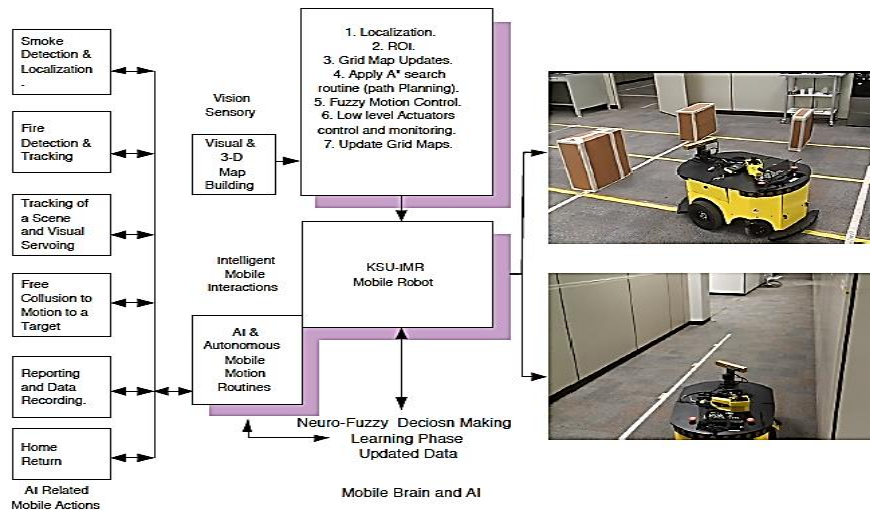 Smoke
Detection &
Localization
.
Fire
Detection &
Tracking
Tracking of
a Scene
and Visual
Servoing
Free
Collusion to
Motion to a
Target
Reporting
and Data
Recording.
Home
Return
AI Related
Mobile Actions
Vision
Sensory
Visual &
3-D
Map
Building
Intelligent
Mobile
Interactions
AI &
Autonomous
Mobile
Motion
Routines
1. Localization.
2. ROI.
3. Grid Map Updates.
4. Apply A* search
routine (path Planning).
5. Fuzzy Motion Control.
6. Low level Actuators
control and monitoring.
7. Update Grid Maps.
KSU-IMR
Mobile Robot
Neuro-Fuzzy Deciosn Making
Learning Phase
Updated Data
Mobile Brain and AI